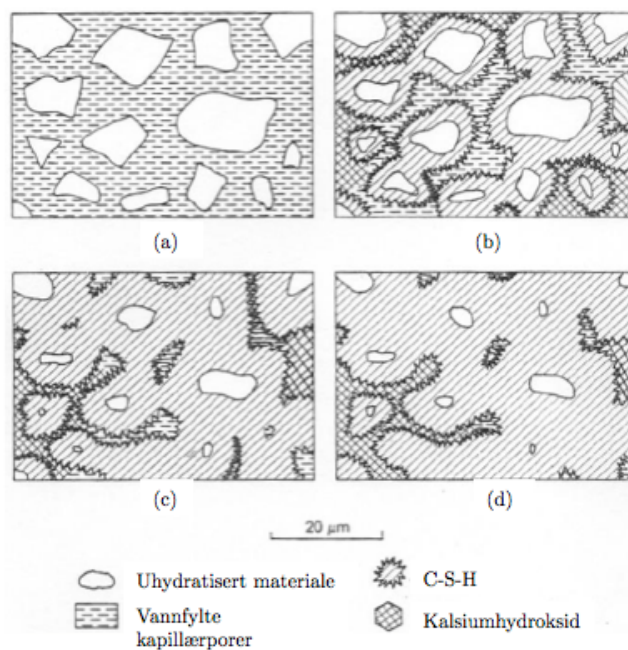 (a)
(b)
(c)
(d)
20 μm
Uhydratisert materiale
C-S-H
Vannfylte
kapillærporer
Kalsiumhydroksid